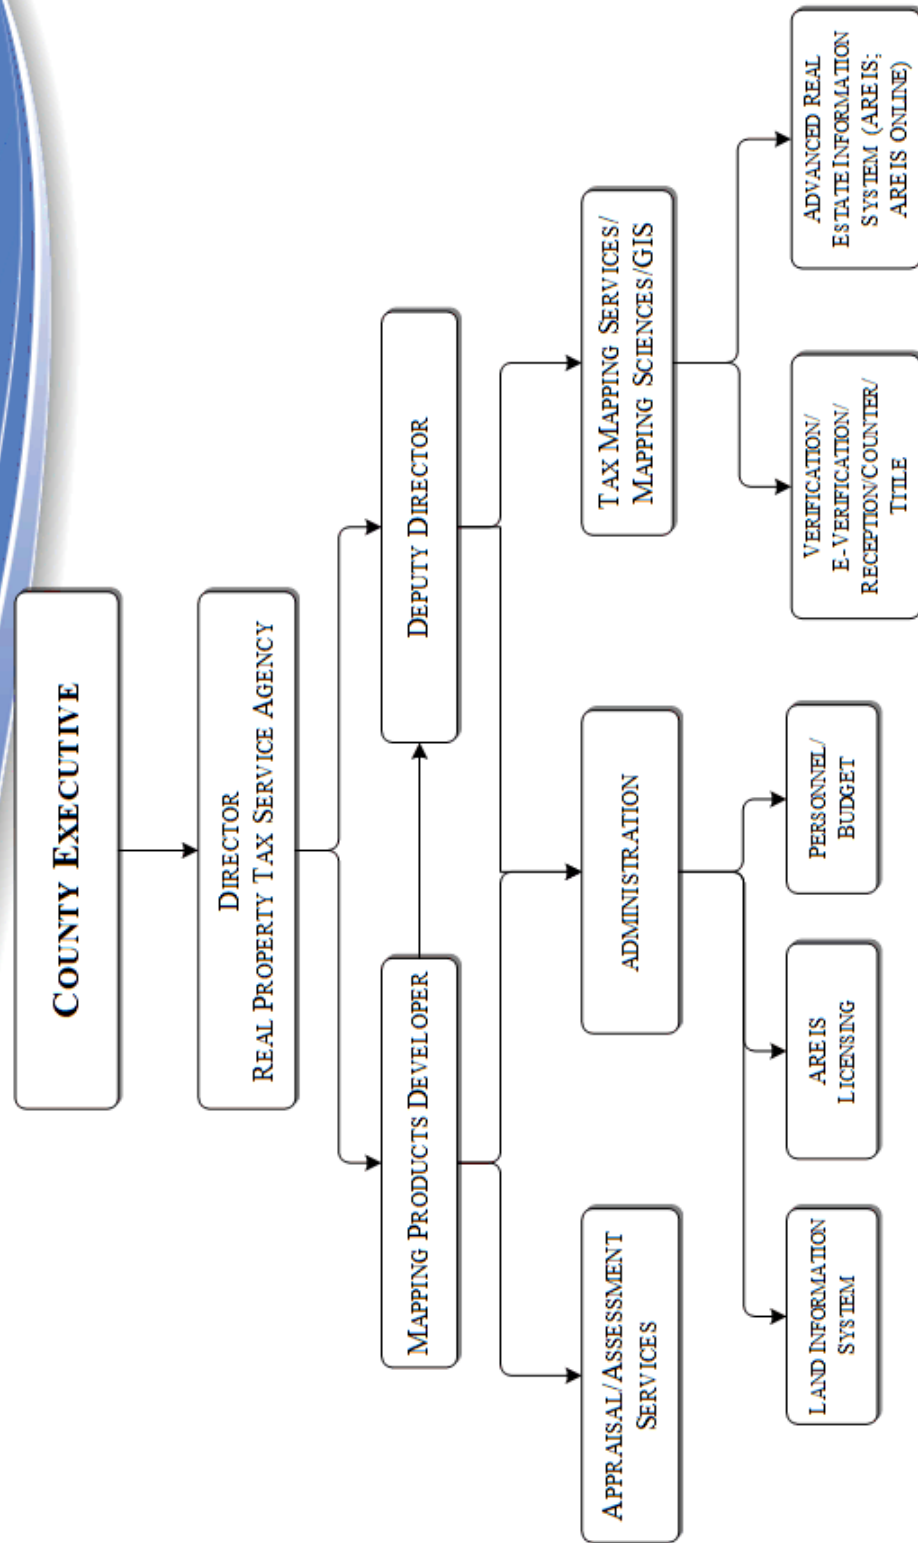 COUNTY EXECUTIVE
DIRECTOR
REAL PROPERTY TAX SERVICE AGENCY
MAPPING PRODUCTS DEVELOPER
DEPUTY DIRECTOR
APPRAISAL/ASSESSMENT
SERVICES
ADMINISTRATION
TAX MAPPING SERVICES/
MAPPING SCIENCES/GIS
LAND INFORMATION
SYSTEM
AREIS
LICENSING
PERSONNEL/
BUDGET
VERIFICATION/
E-VERIFICATION/
RECEPTION/COUNTER/
TITLE
ADVANCED REAL
ESTATE INFORMATION
SYSTEM (AREIS;
AREIS ONLINE)